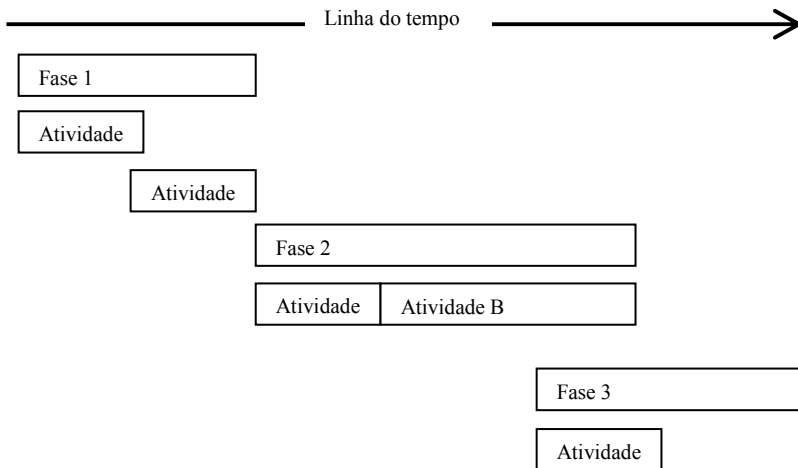 Linha do tempo
Fase 1
Atividade
Atividade
Fase 2
Atividade Atividade B
Fase 3
Atividade